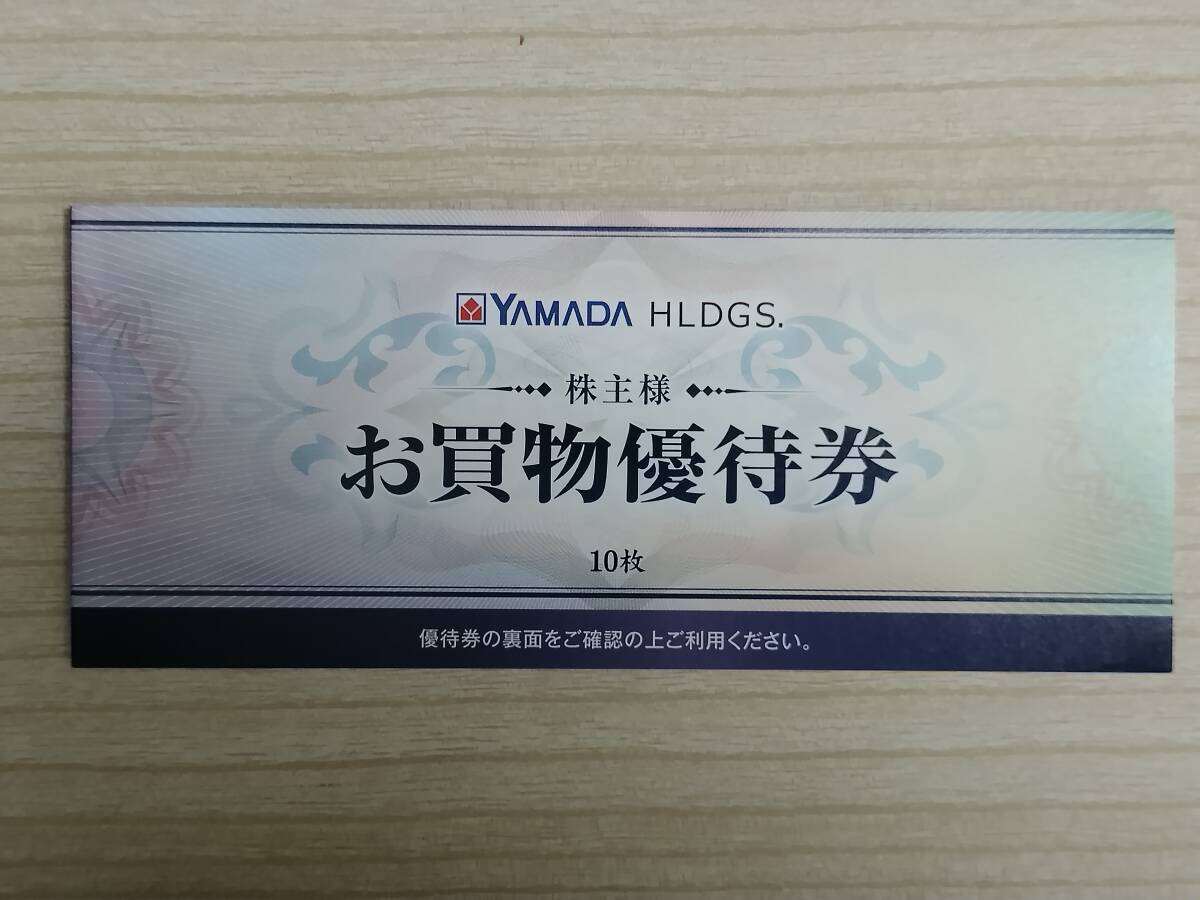 YAMADA HLDGS.
株主様
お買物優待券
10枚
優待券の裏面をご確認の上ご利用ください。